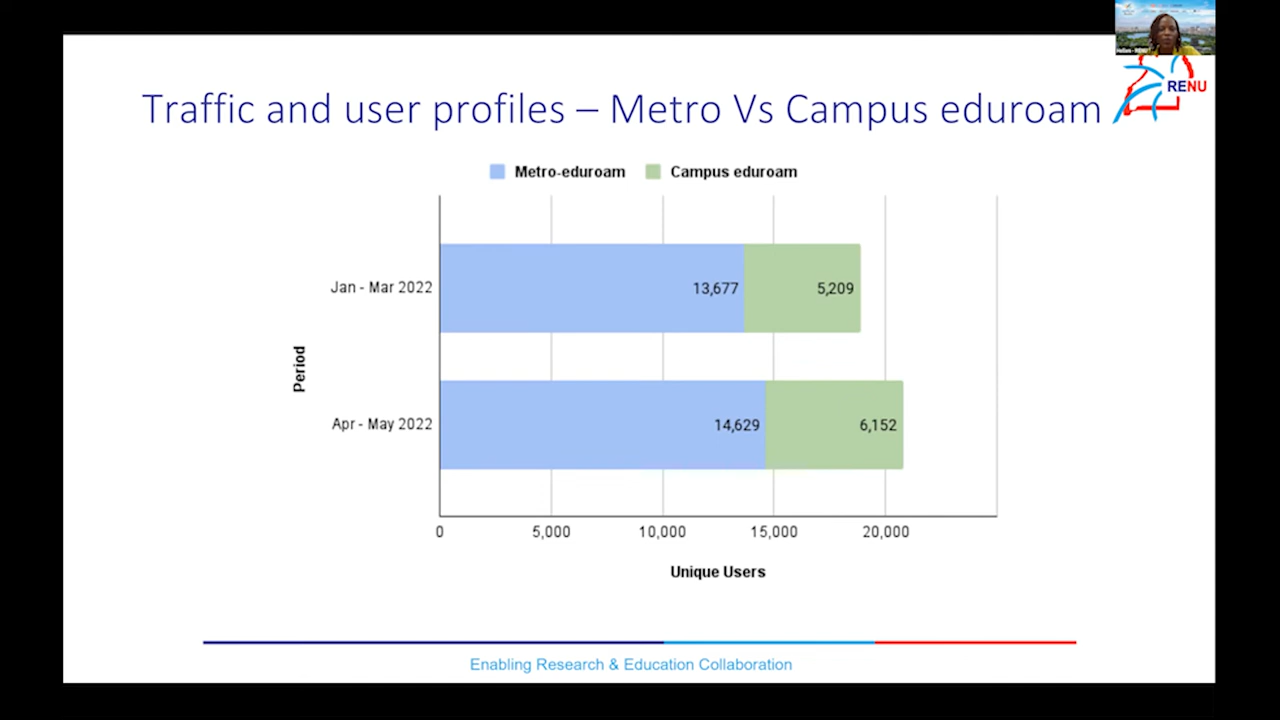 Hellen - RENU
RENU
Traffic and user profiles – Metro Vs Campus eduroam
Metro-eduroam Campus eduroam
Jan - Mar 2022 13,677 5,209
Period
Apr - May 2022 14,629 6,152
0 5,000 10,000 15,000 20,000
Unique Users
Enabling Research & Education Collaboration